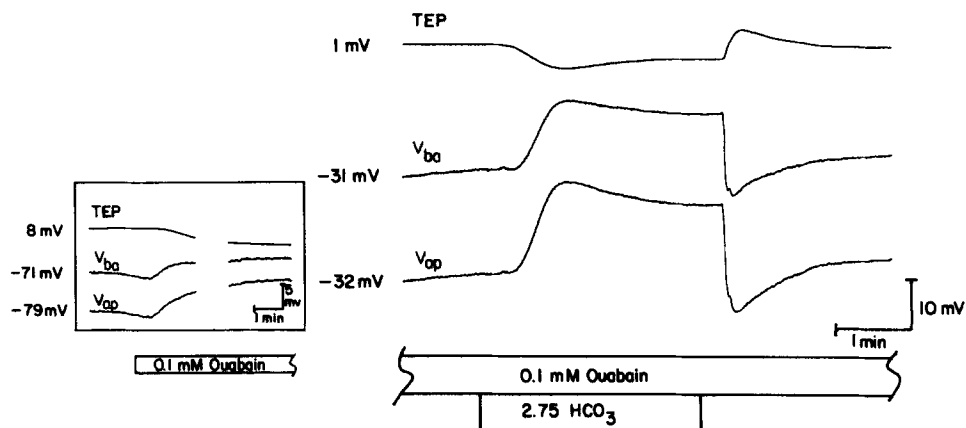 TEP
1 mV
V_ba
−31 mV
V_ap
−32 mV
10 mV
1 min
TEP
8 mV
V_ba
−71 mV
V_ap
−79 mV
5 mV
1 min
0.1 mM Ouabain
0.1 mM Ouabain
2.75 HCO₃